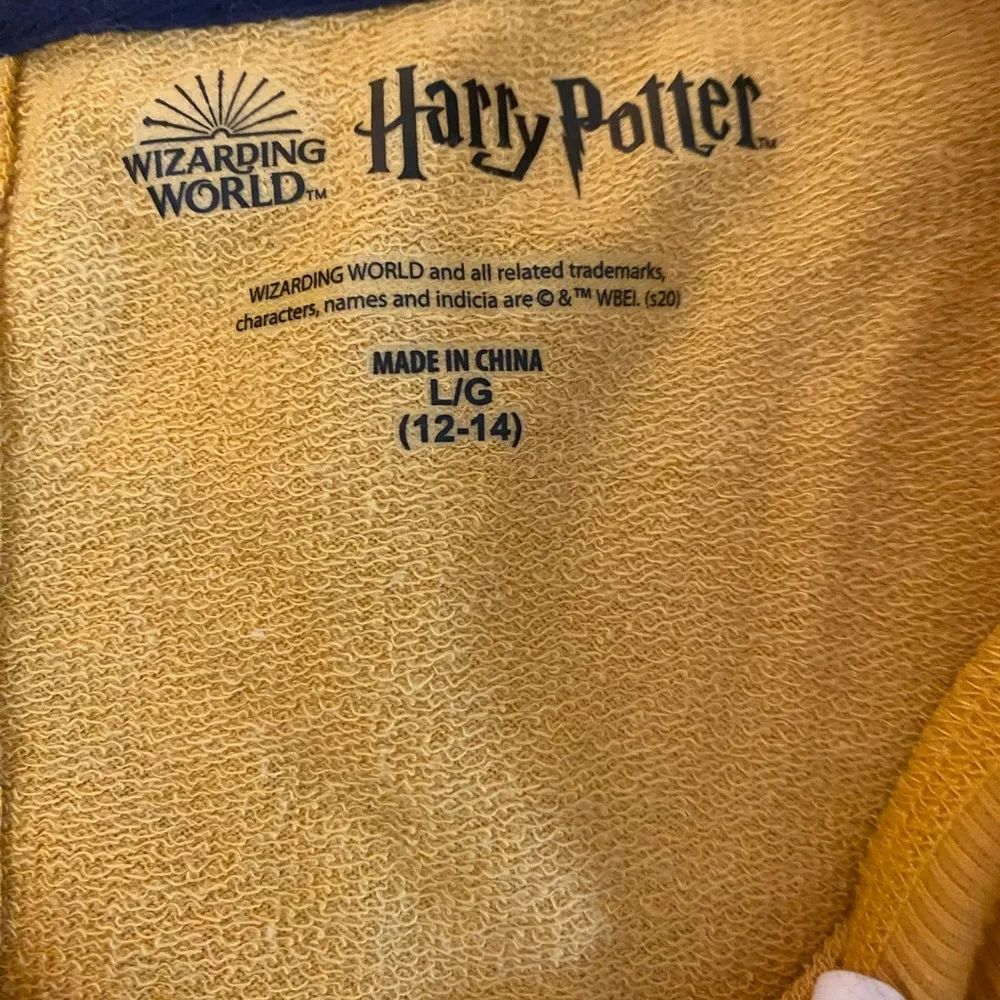 WIZARDING
WORLD™
Harry Potter™
WIZARDING WORLD and all related trademarks,
characters, names and indicia are © & ™ WBEI. (s20)
MADE IN CHINA
L/G
(12-14)